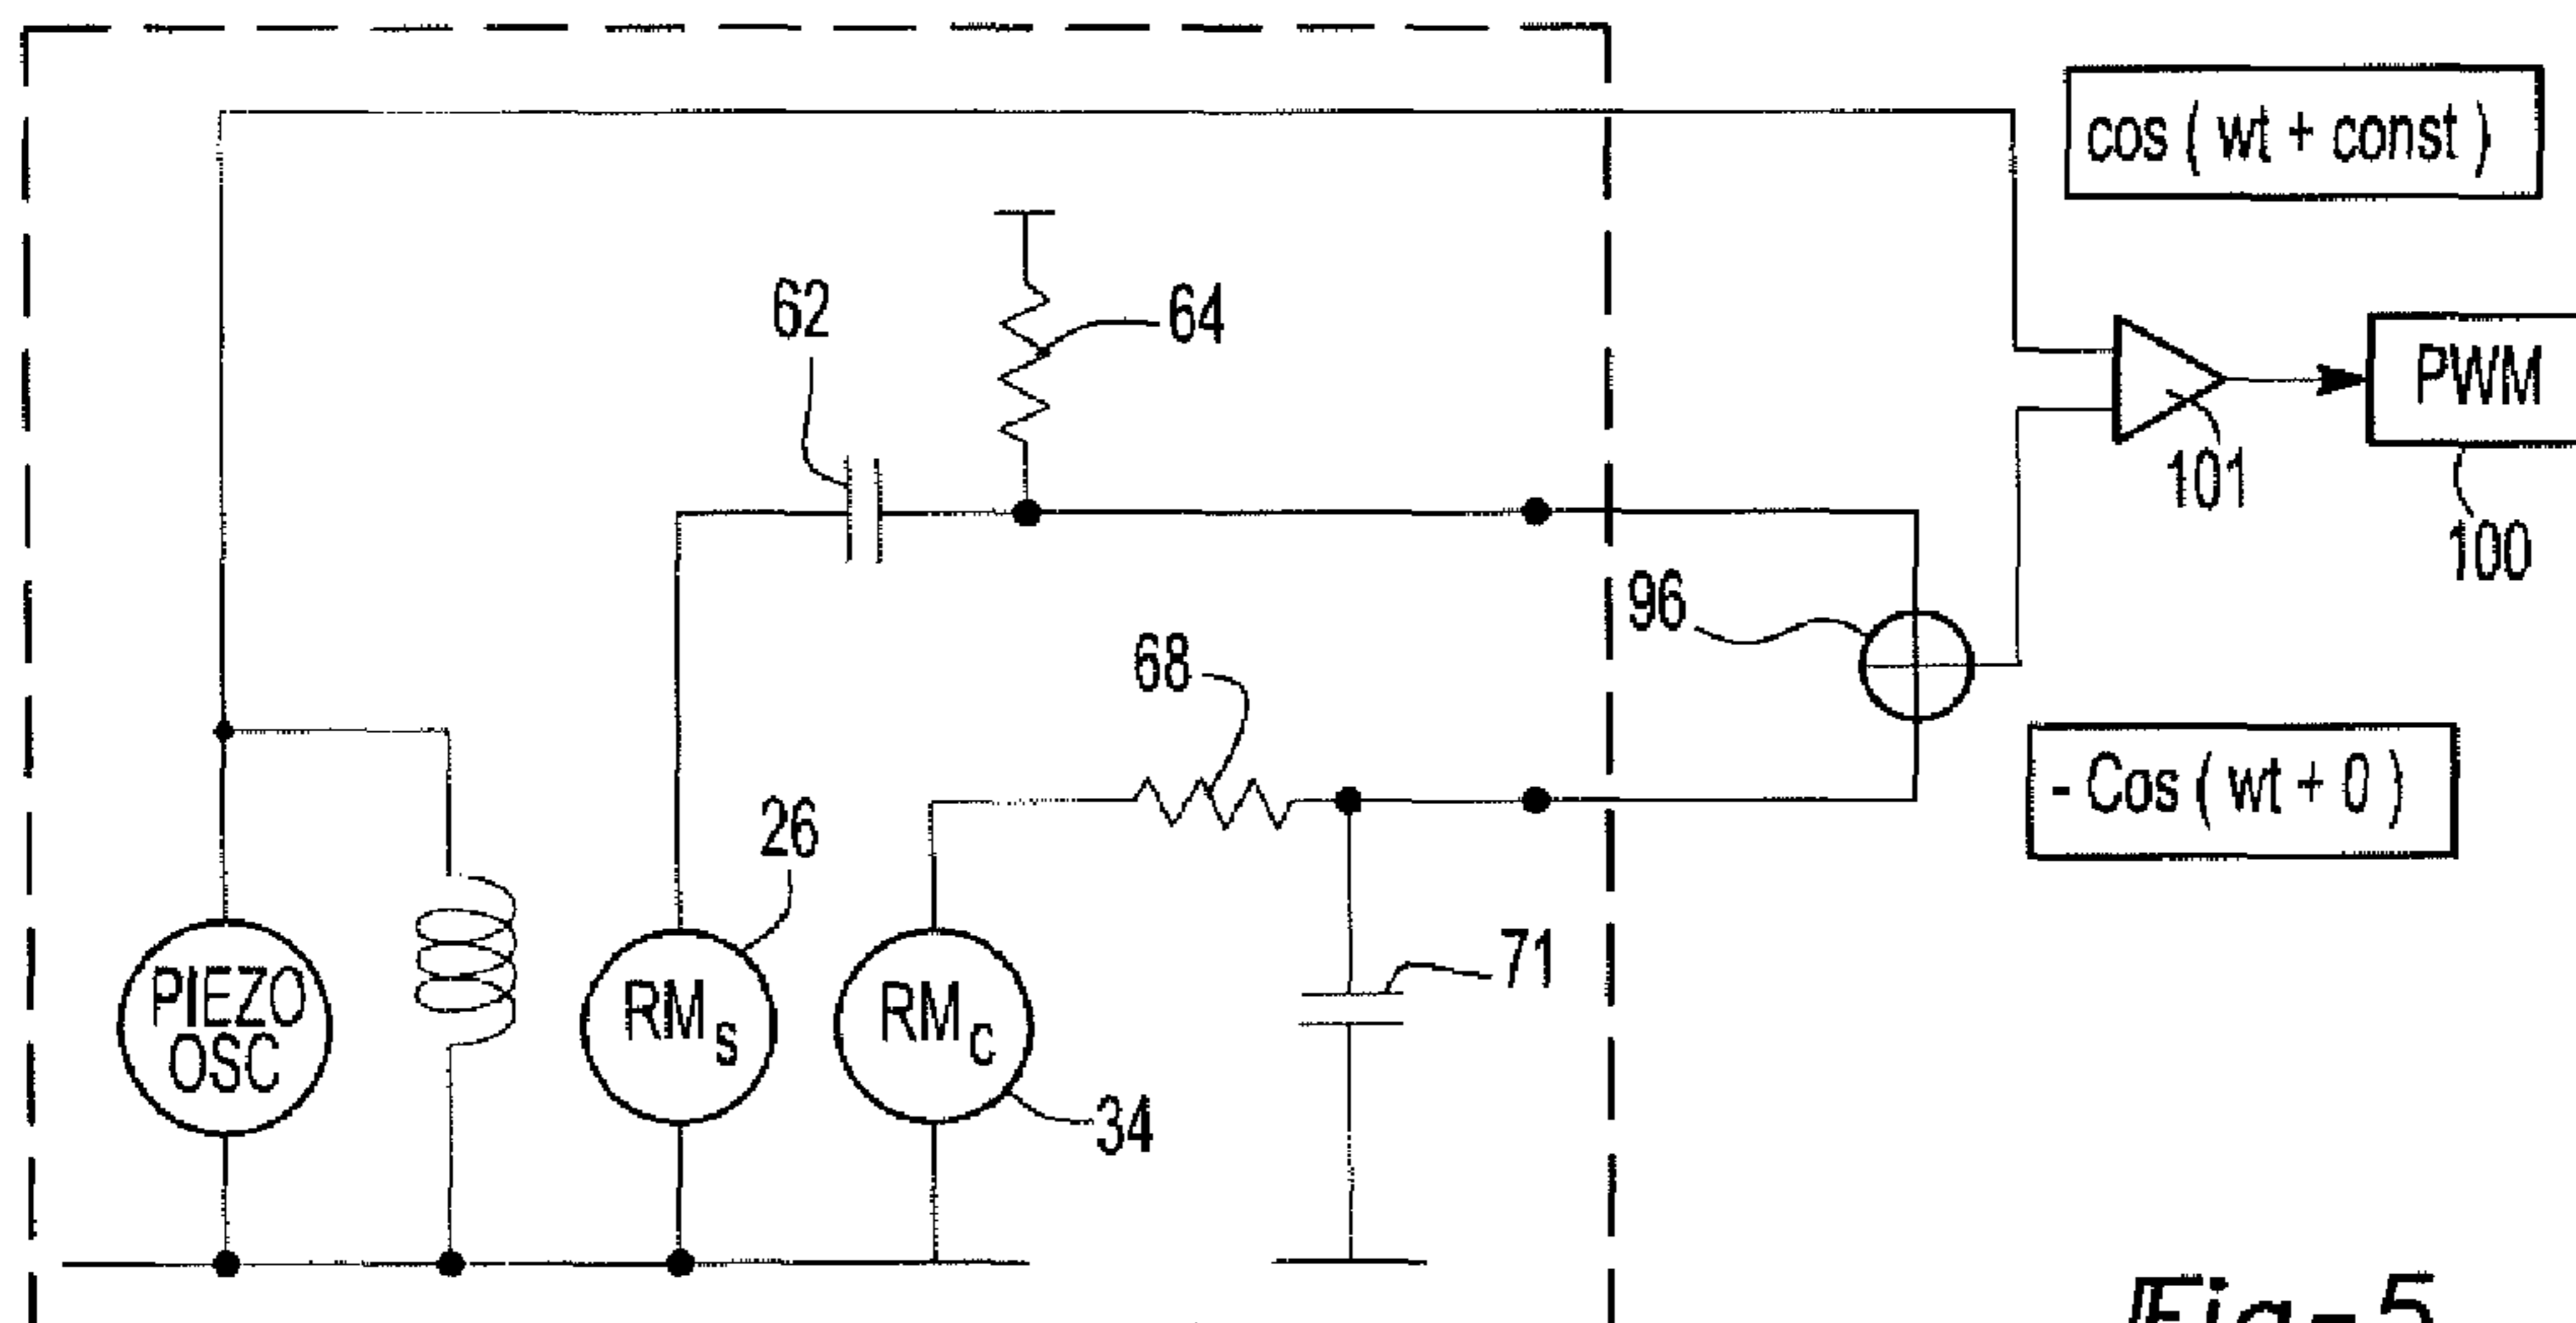 cos ( wt + const )
62
64
PWM
101
100
96
68
- Cos ( wt + 0 )
26
71
PIEZO
OSC
RMs
RMc
34
Fig-5